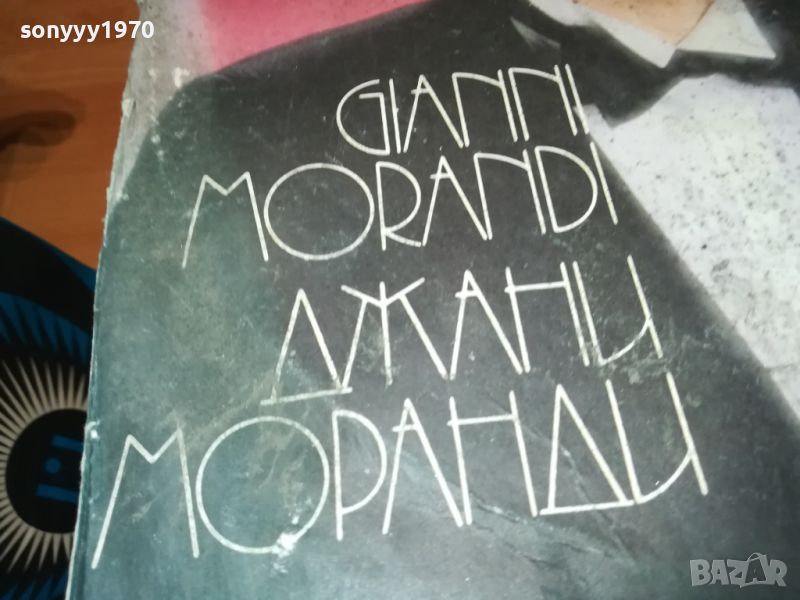 sonyyy1970
GIANNI
MORANDI
ДЖАНИ
МОРАНДИ
BAZAR